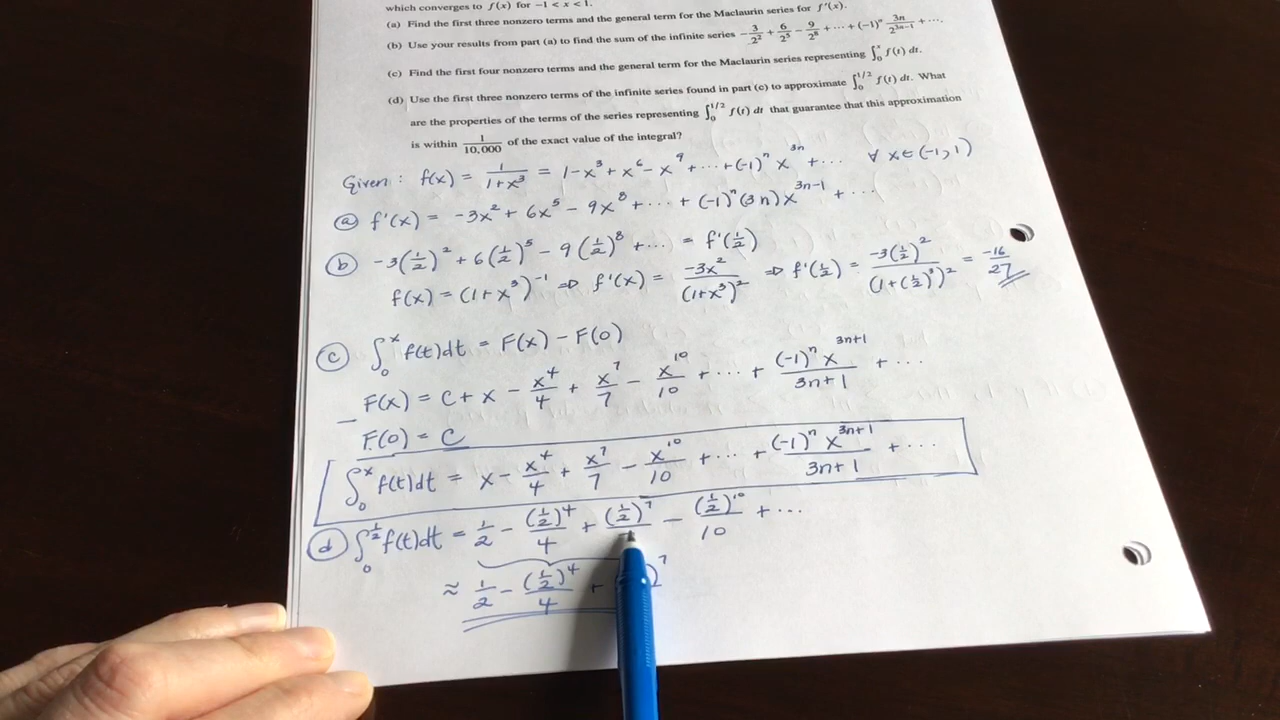 which converges to f(x) for −1 < x < 1.
(a) Find the first three nonzero terms and the general term for the Maclaurin series for f′(x).
(b) Use your results from part (a) to find the sum of the infinite series −3/2² + 6/2⁵ − 9/2⁸ + ⋯ + (−1)ⁿ 3n/2³ⁿ⁻¹ + ⋯.
(c) Find the first four nonzero terms and the general term for the Maclaurin series representing ∫₀ˣ f(t) dt.
(d) Use the first three nonzero terms of the infinite series found in part (c) to approximate ∫₀^(1/2) f(t) dt. What
are the properties of the terms of the series representing ∫₀^(1/2) f(t) dt that guarantee that this approximation
is within 1/10,000 of the exact value of the integral?
Given: f(x) = 1/(1+x³) = 1 − x³ + x⁶ − x⁹ + ⋯ + (−1)ⁿ x³ⁿ + ⋯ ∀ x ∈ (−1, 1)
ⓐ f'(x) = −3x² + 6x⁵ − 9x⁸ + ⋯ + (−1)ⁿ(3n)x³ⁿ⁻¹ + ⋯
ⓑ −3(1/2)² + 6(1/2)⁵ − 9(1/2)⁸ + ⋯ = f'(1/2)
f(x) = (1+x³)⁻¹ ⇒ f'(x) = −3x²/(1+x³)² ⇒ f'(1/2) = −3(1/2)²/(1+(1/2)³)² = −16/27
ⓒ ∫₀ˣ f(t)dt = F(x) − F(0)
F(x) = C + x − x⁴/4 + x⁷/7 − x¹⁰/10 + ⋯ + (−1)ⁿ x³ⁿ⁺¹/(3n+1) + ⋯
− F(0) = C
∫₀ˣ f(t)dt = x − x⁴/4 + x⁷/7 − x¹⁰/10 + ⋯ + (−1)ⁿ x³ⁿ⁺¹/(3n+1) + ⋯
ⓓ ∫₀^(1/2) f(t)dt = 1/2 − (1/2)⁴/4 + (1/2)⁷ − (1/2)¹⁰/10 + ⋯
≈ 1/2 − (1/2)⁴/4 + )⁷